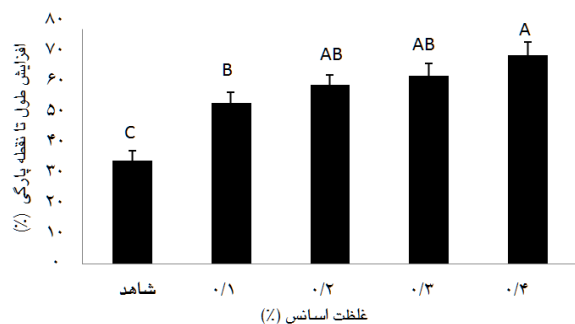 ۸۰
۷۰
۶۰
۵۰
۴۰
۳۰
۲۰
۱۰
۰
افزایش طول تا نقطه پارگی (٪)
C
B
AB
AB
A
شاهد
۰/۱
۰/۲
۰/۳
۰/۴
غلظت اسانس (٪)